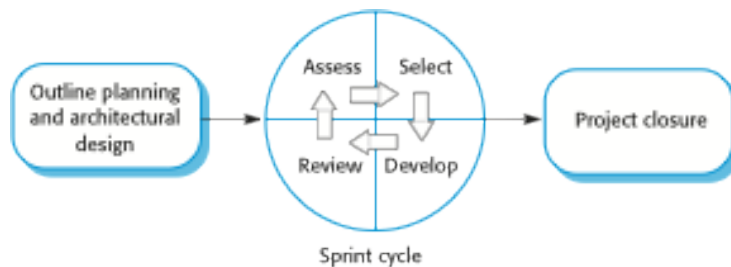 Outline planning
and architectural
design
Assess
Select
Review
Develop
Project closure
Sprint cycle